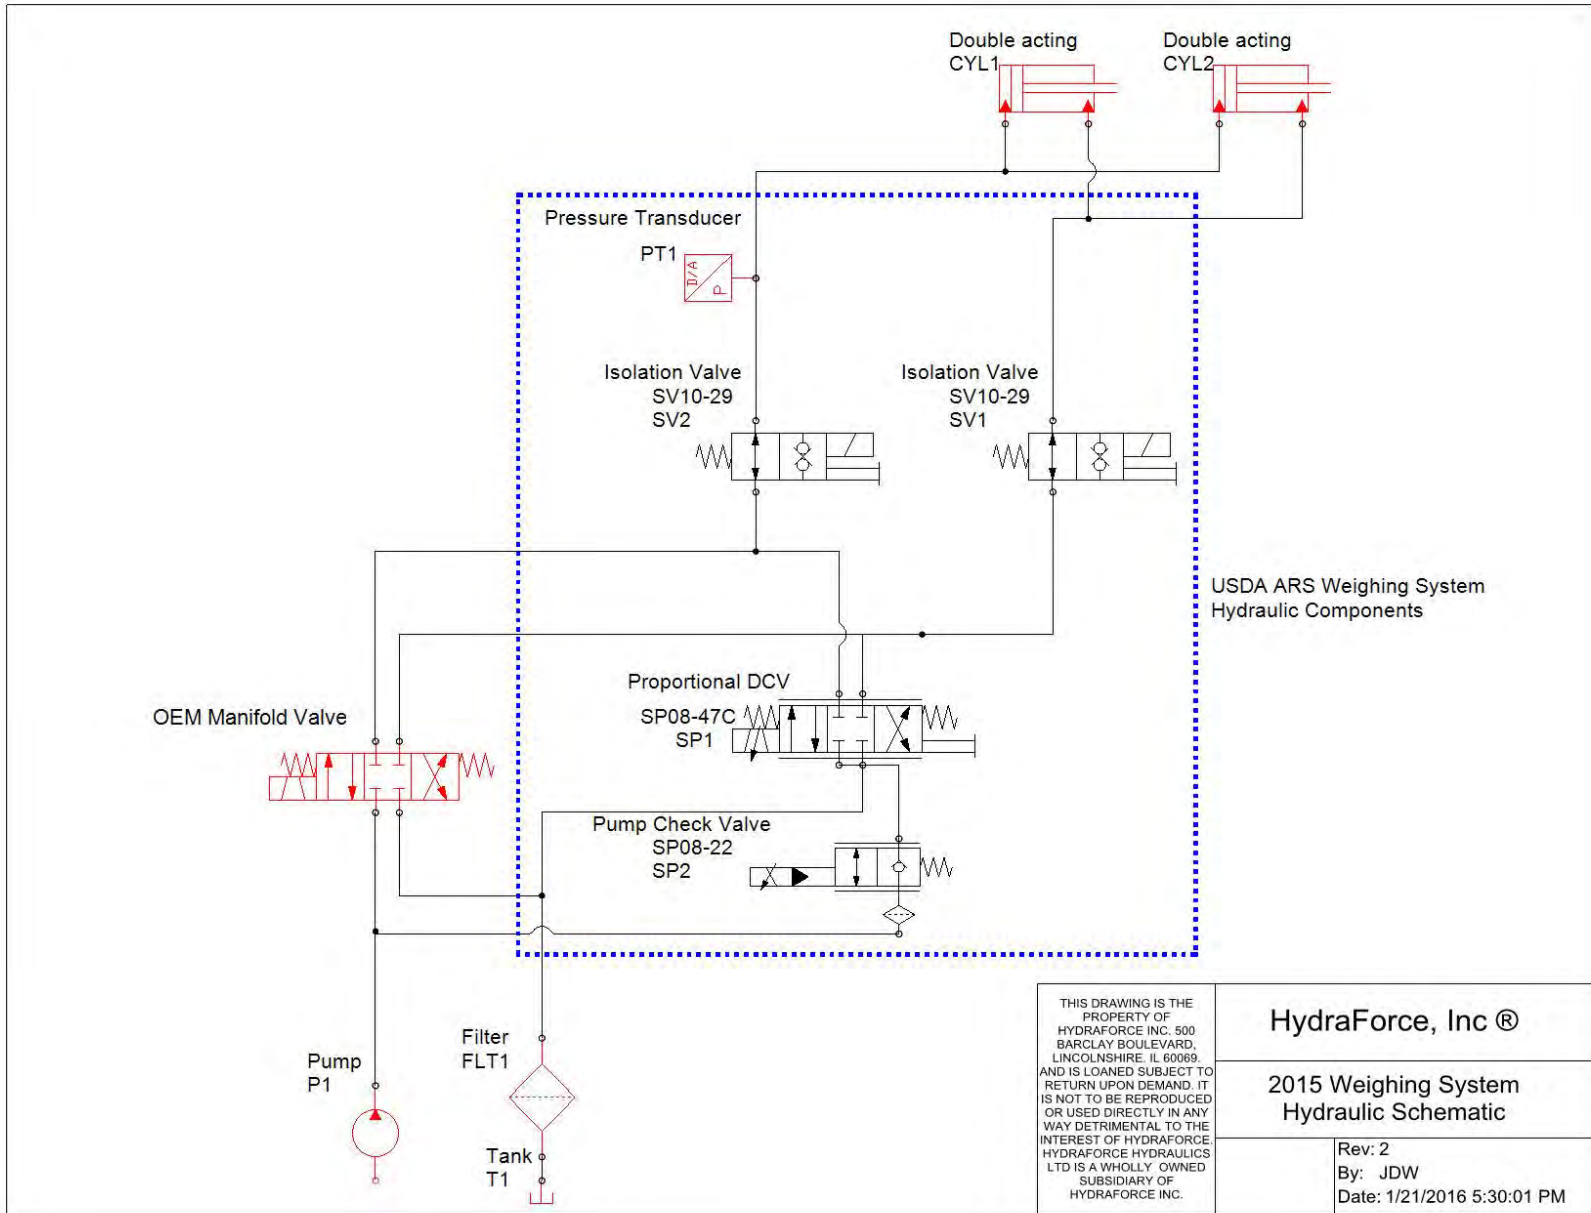 Double acting
CYL1
Double acting
CYL2
Pressure Transducer
PT1
D/A
P
Isolation Valve
SV10-29
SV2
Isolation Valve
SV10-29
SV1
USDA ARS Weighing System
Hydraulic Components
Proportional DCV
SP08-47C
SP1
OEM Manifold Valve
Pump Check Valve
SP08-22
SP2
Filter
FLT1
Pump
P1
Tank
T1
THIS DRAWING IS THE
PROPERTY OF
HYDRAFORCE INC. 500
BARCLAY BOULEVARD,
LINCOLNSHIRE. IL 60069.
AND IS LOANED SUBJECT TO
RETURN UPON DEMAND. IT
IS NOT TO BE REPRODUCED
OR USED DIRECTLY IN ANY
WAY DETRIMENTAL TO THE
INTEREST OF HYDRAFORCE.
HYDRAFORCE HYDRAULICS
LTD IS A WHOLLY OWNED
SUBSIDIARY OF
HYDRAFORCE INC.
HydraForce, Inc ®
2015 Weighing System
Hydraulic Schematic
Rev: 2
By: JDW
Date: 1/21/2016 5:30:01 PM